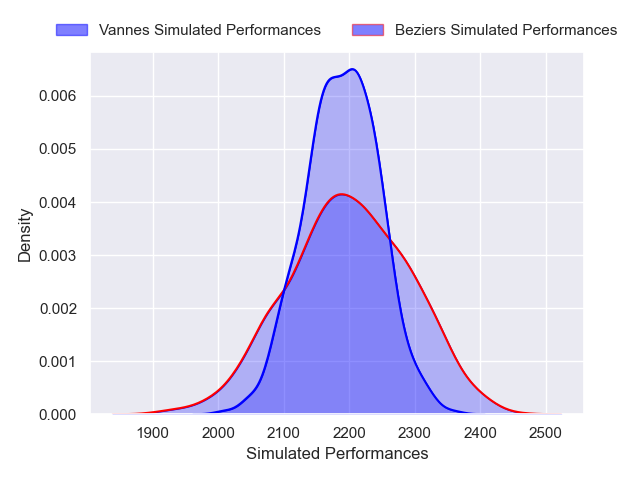 Vannes Simulated Performances
Beziers Simulated Performances
0.006
0.005
0.004
0.003
0.002
0.001
0.000
Density
1900 2000 2100 2200 2300 2400 2500
Simulated Performances